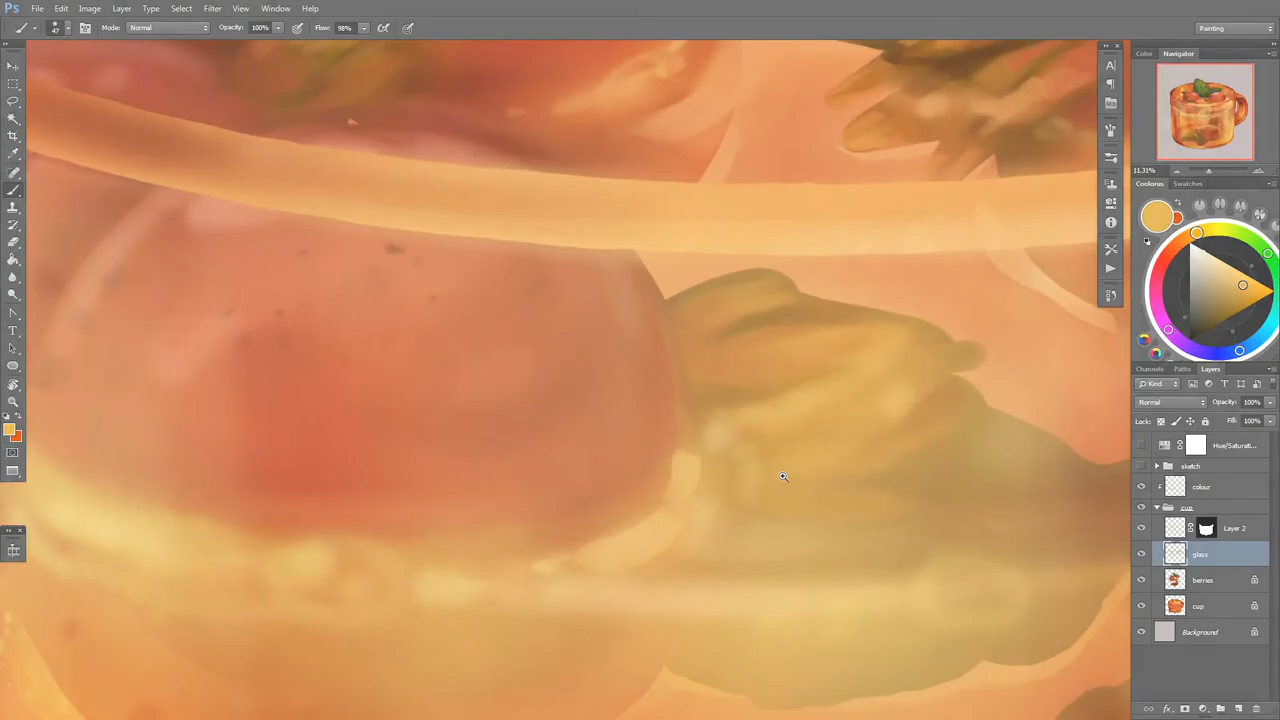 Ps File Edit Image Layer Type Select Filter View Window Help
47 Mode: Normal Opacity: 100% Flow: 98% Painting
Color Navigator
11,31%
Coolorus Swatches
Channels Paths Layers
Kind
Normal Opacity: 100%
Lock: Fill: 100%
Hue/Saturati...
sketch
colour
cup
Layer 2
glass
berries
cup
Background